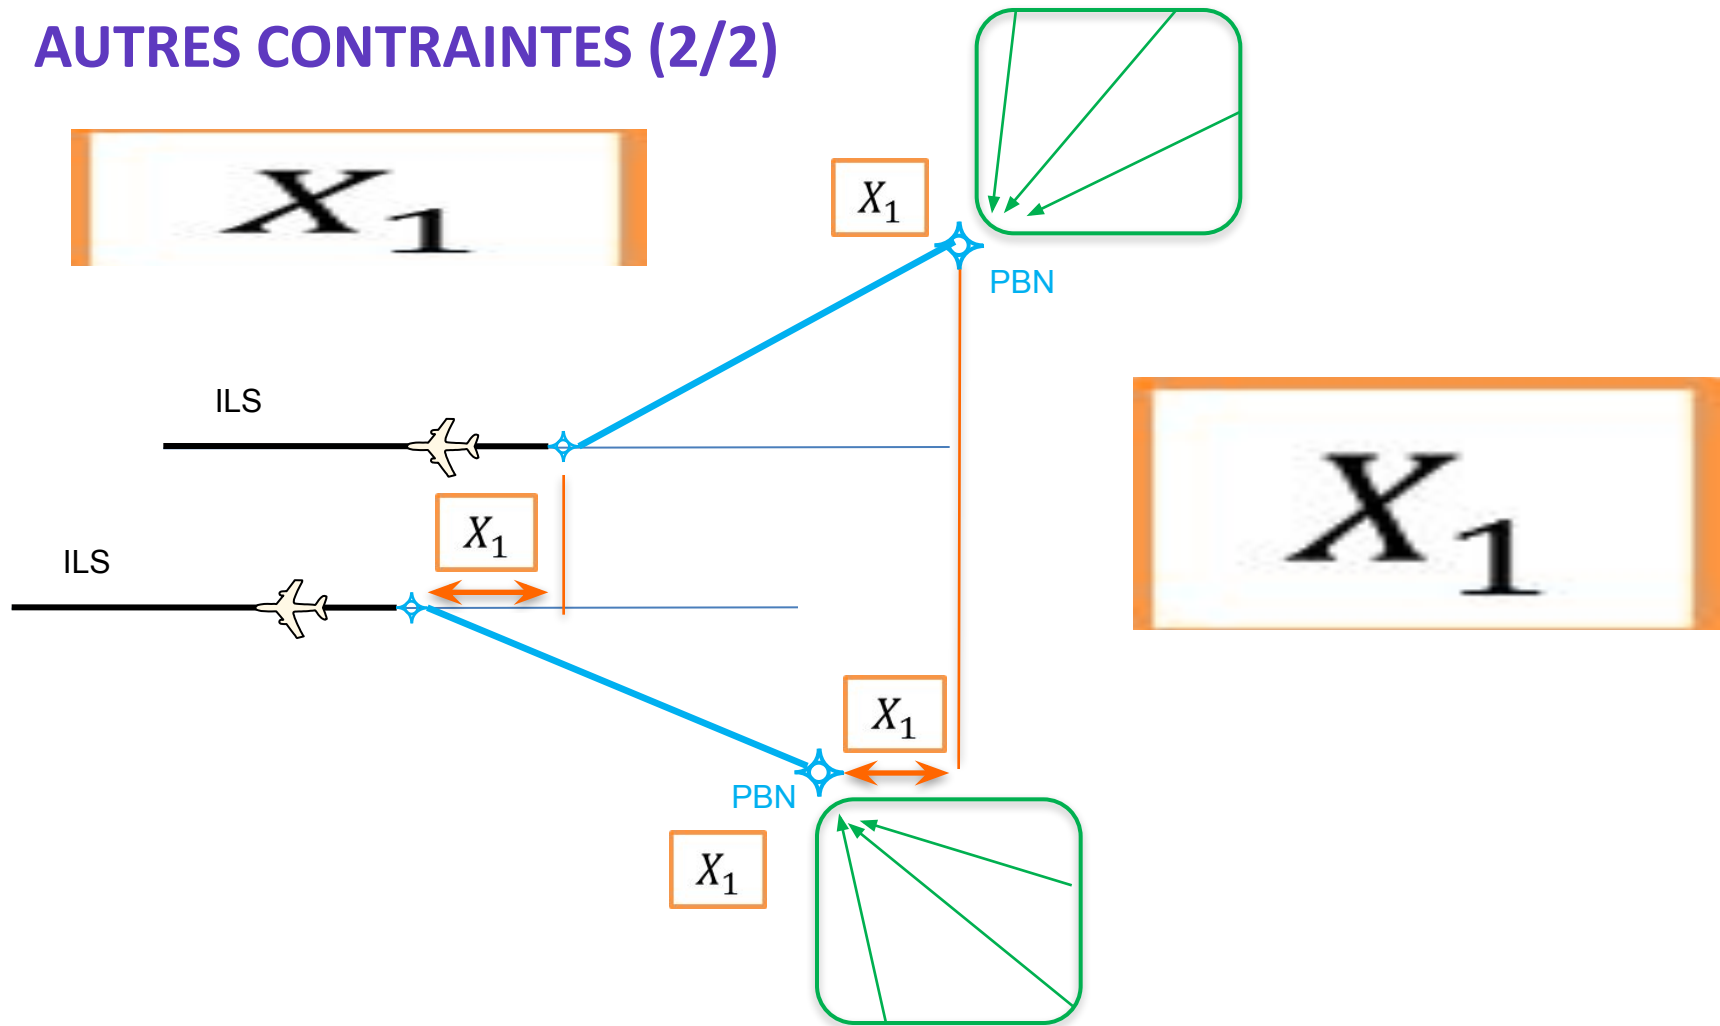 AUTRES CONTRAINTES (2/2)
X₁
X₁
PBN
ILS
X₁
X₁
ILS
X₁
PBN
X₁